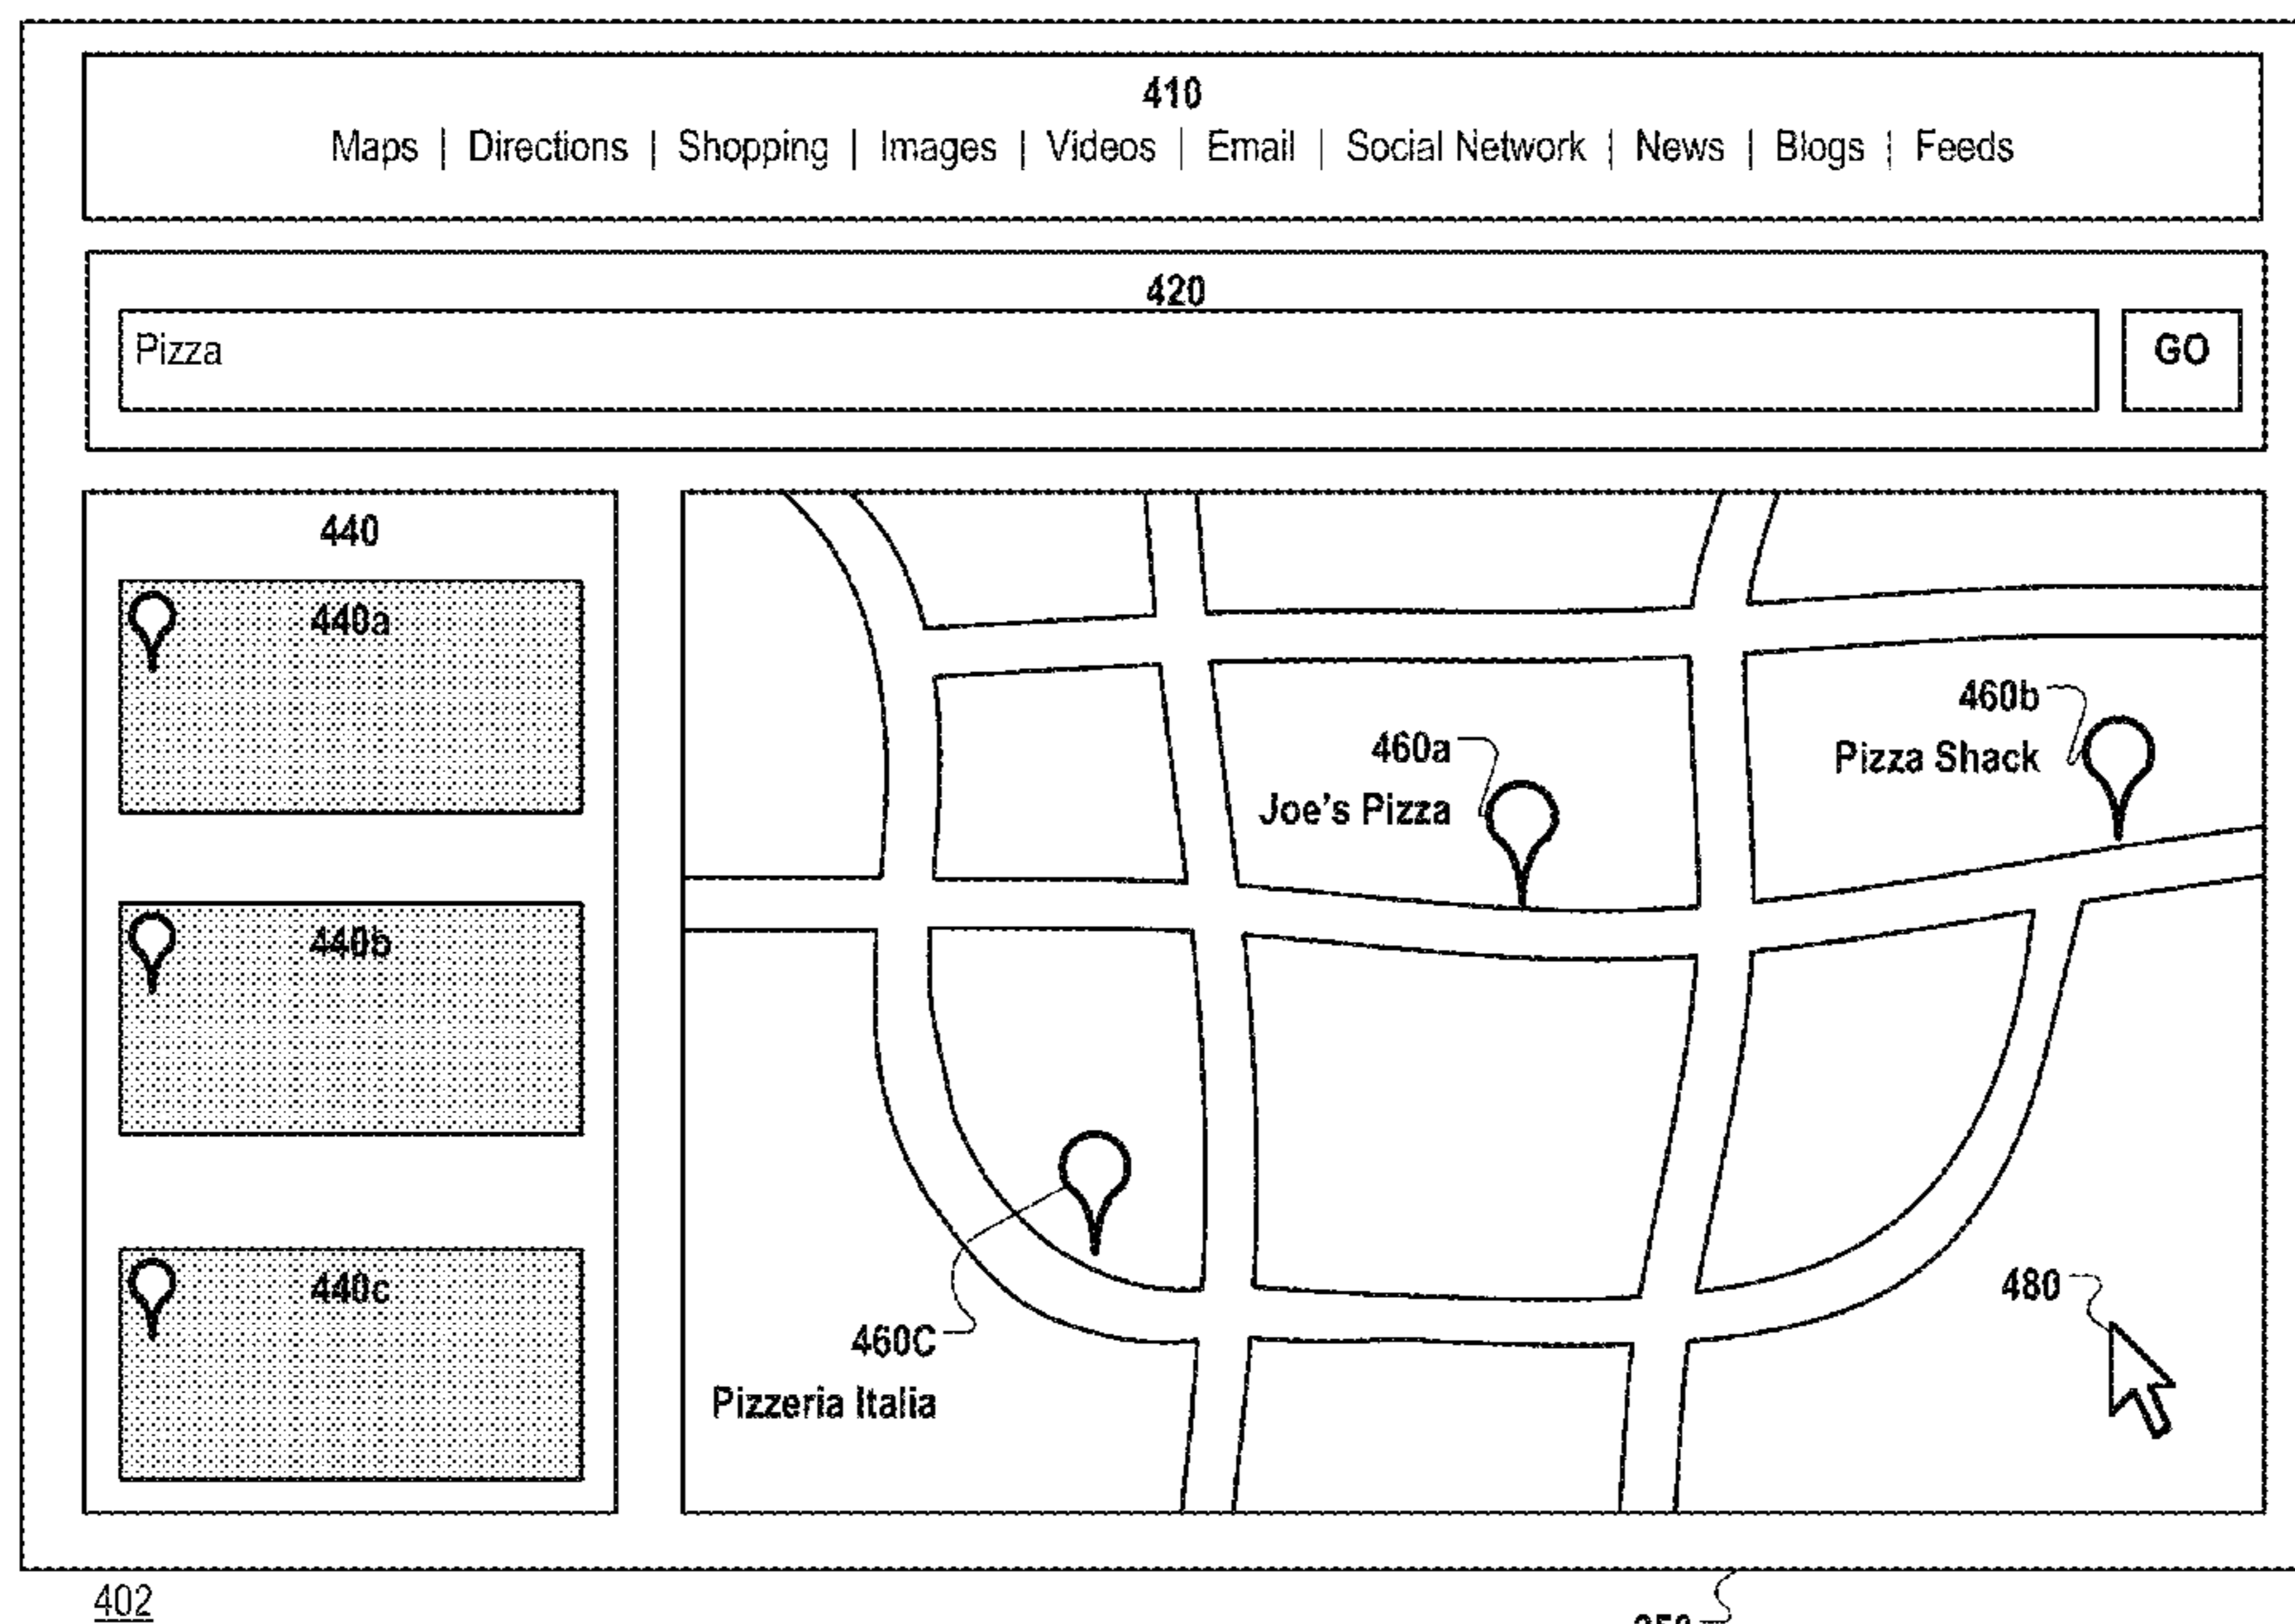 410
Maps | Directions | Shopping | Images | Videos | Email | Social Network | News | Blogs | Feeds
420
Pizza
GO
440
440a
440b
440c
460a
Joe's Pizza
460b
Pizza Shack
460C
Pizzeria Italia
480
402